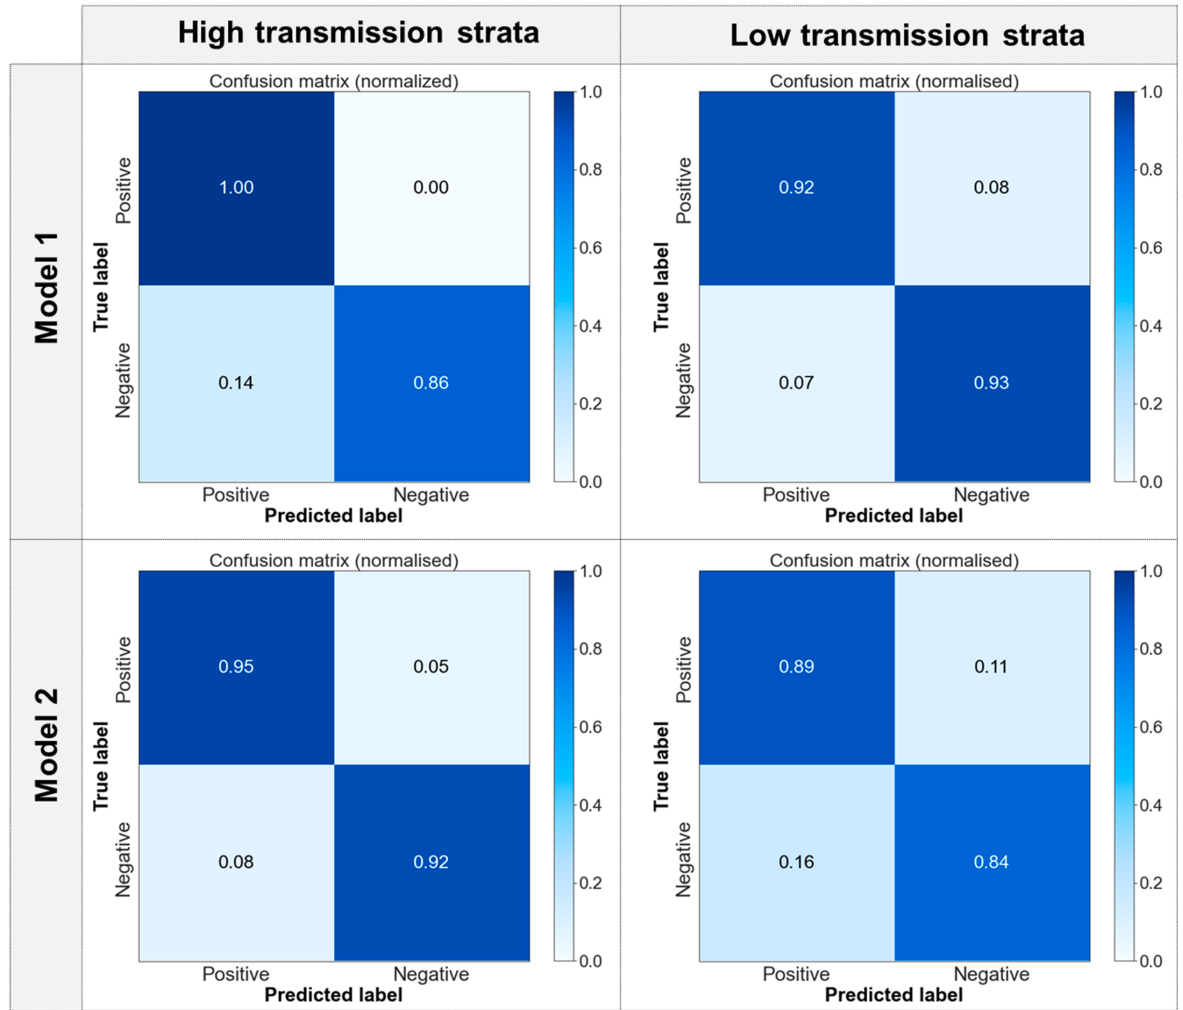 High transmission strata
Low transmission strata
Model 1
Confusion matrix (normalized)
True label
Positive
Negative
1.00
0.00
0.14
0.86
Positive
Negative
Predicted label
1.0
0.8
0.6
0.4
0.2
0.0
Confusion matrix (normalised)
True label
Positive
Negative
0.92
0.08
0.07
0.93
Positive
Negative
Predicted label
1.0
0.8
0.6
0.4
0.2
0.0
Model 2
Confusion matrix (normalised)
True label
Positive
Negative
0.95
0.05
0.08
0.92
Positive
Negative
Predicted label
1.0
0.8
0.6
0.4
0.2
0.0
Confusion matrix (normalised)
True label
Positive
Negative
0.89
0.11
0.16
0.84
Positive
Negative
Predicted label
1.0
0.8
0.6
0.4
0.2
0.0